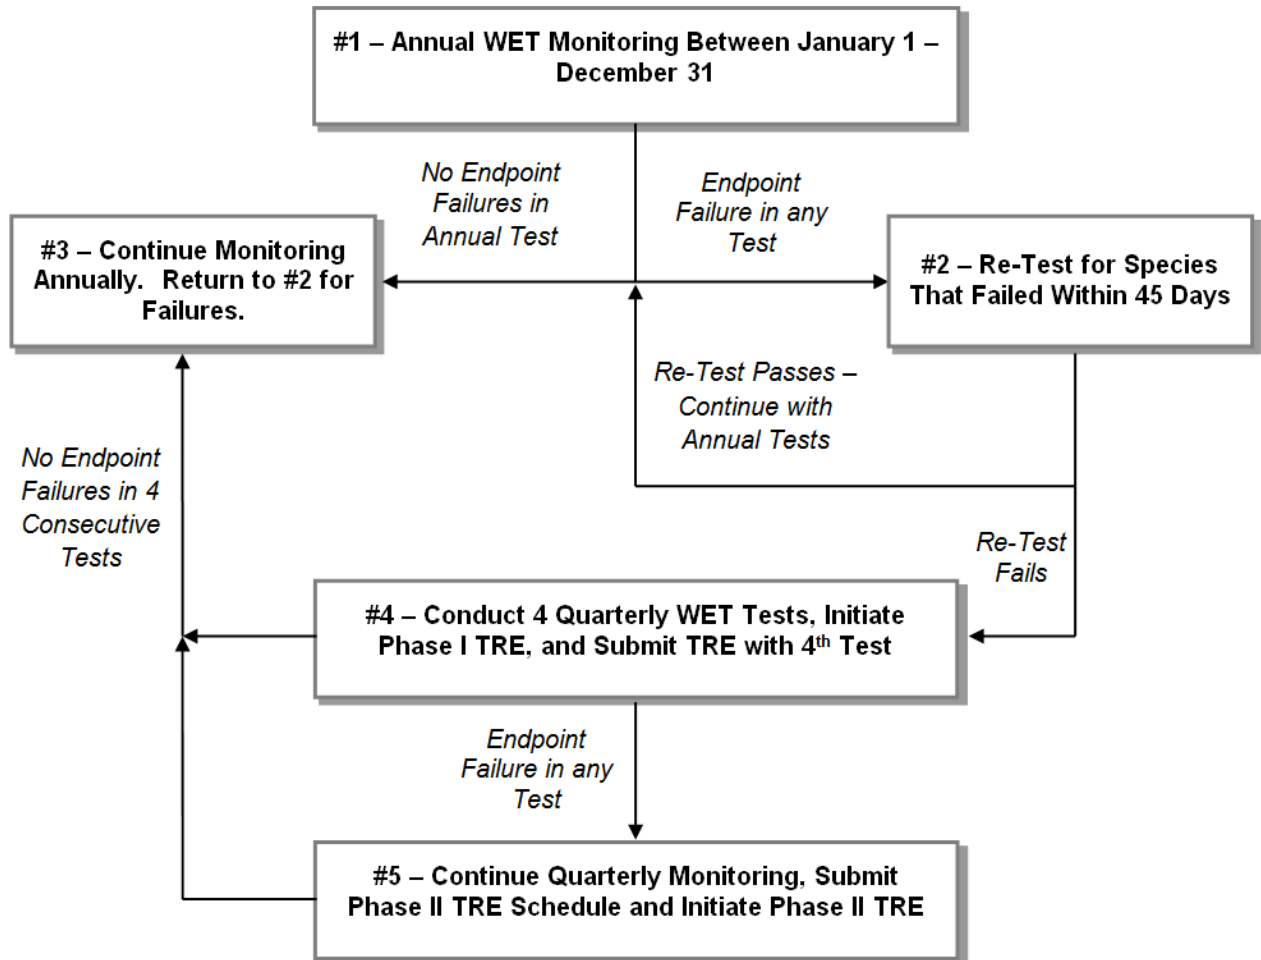 #1 – Annual WET Monitoring Between January 1 –
December 31
No Endpoint
Failures in
Annual Test
Endpoint
Failure in any
Test
#3 – Continue Monitoring
Annually.  Return to #2 for
Failures.
#2 – Re-Test for Species
That Failed Within 45 Days
Re-Test Passes –
Continue with
Annual Tests
No Endpoint
Failures in 4
Consecutive
Tests
Re-Test
Fails
#4 – Conduct 4 Quarterly WET Tests, Initiate
Phase I TRE, and Submit TRE with 4th Test
Endpoint
Failure in any
Test
#5 – Continue Quarterly Monitoring, Submit
Phase II TRE Schedule and Initiate Phase II TRE